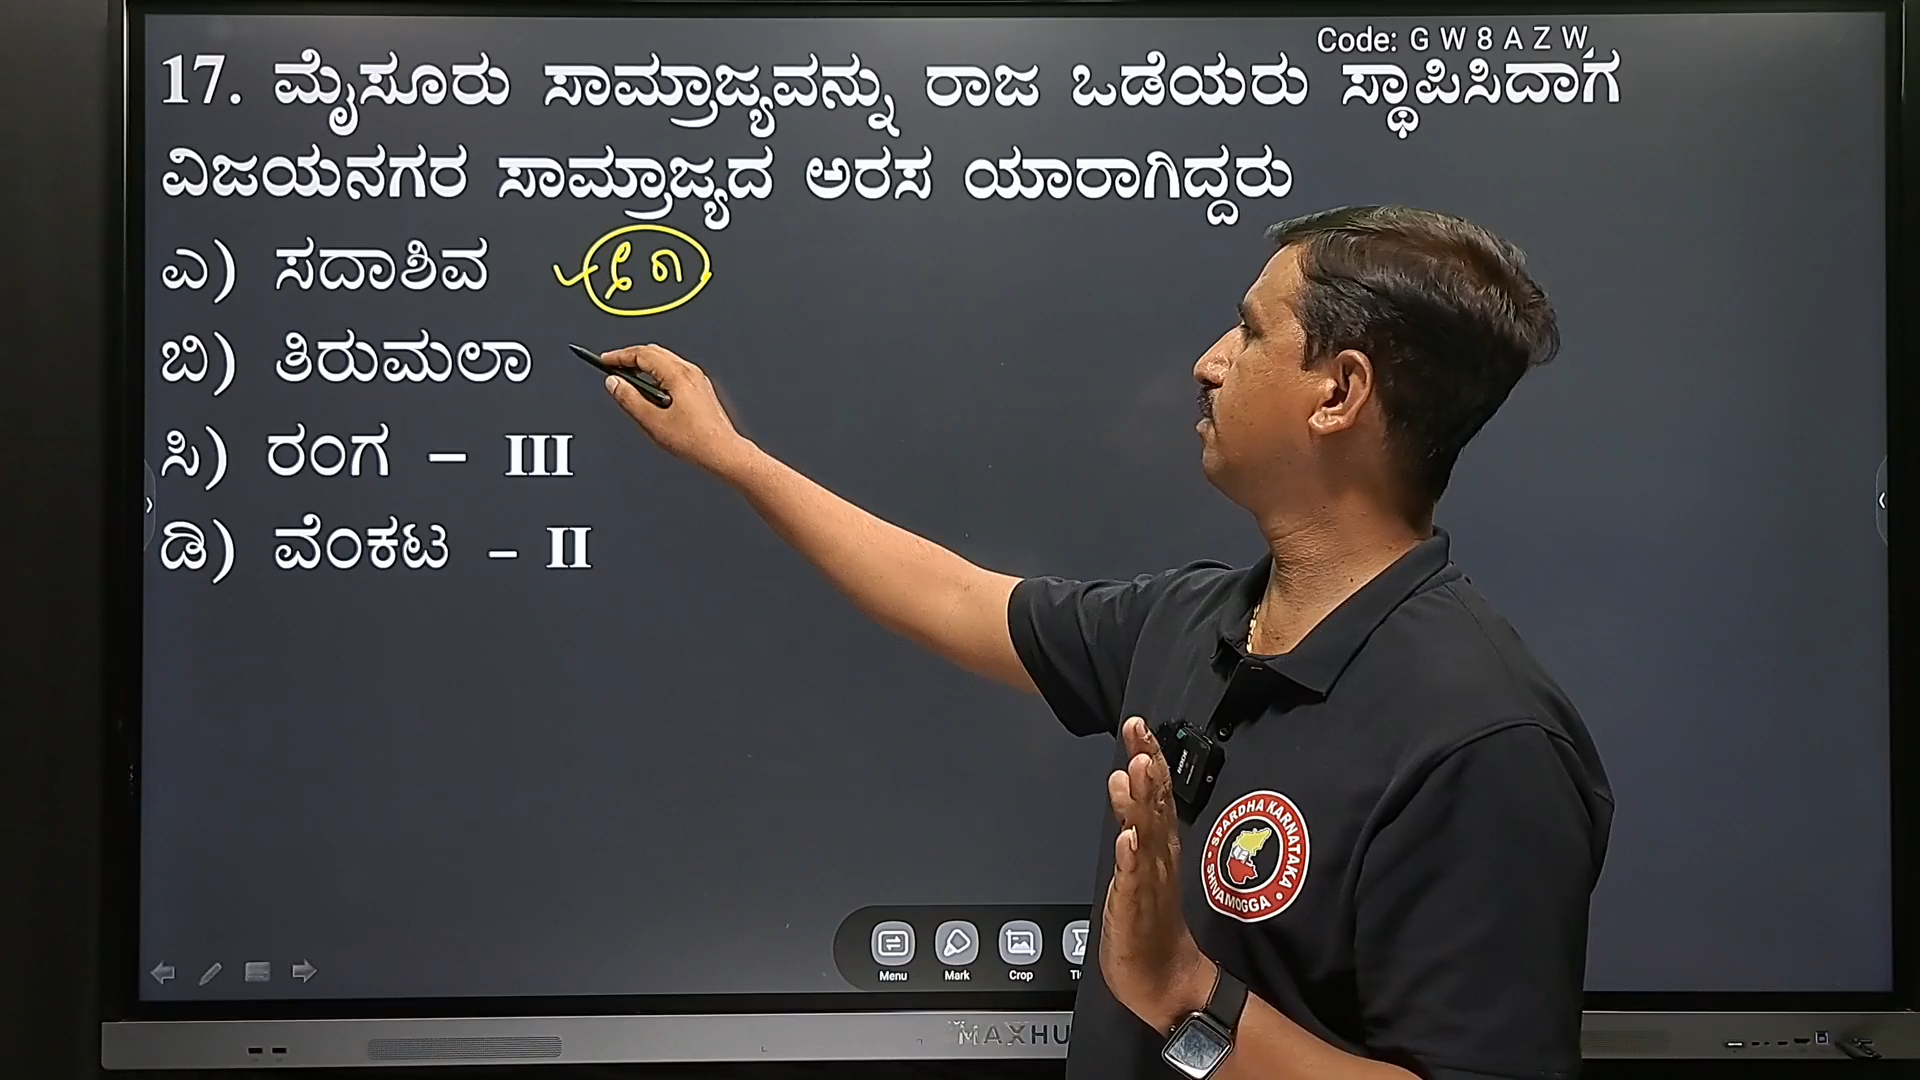 Code: G W 8 A Z W
17. ಮೈಸೂರು ಸಾಮ್ರಾಜ್ಯವನ್ನು ರಾಜ ಒಡೆಯರು ಸ್ಥಾಪಿಸಿದಾಗ
ವಿಜಯನಗರ ಸಾಮ್ರಾಜ್ಯದ ಅರಸ ಯಾರಾಗಿದ್ದರು
ಎ) ಸದಾಶಿವ
ಬಿ) ತಿರುಮಲಾ
ಸಿ) ರಂಗ – III
ಡಿ) ವೆಂಕಟ – II
RODE
SPARDHA KARNATAKA
SHIVAMOGGA
Menu Mark Crop
MAXHU